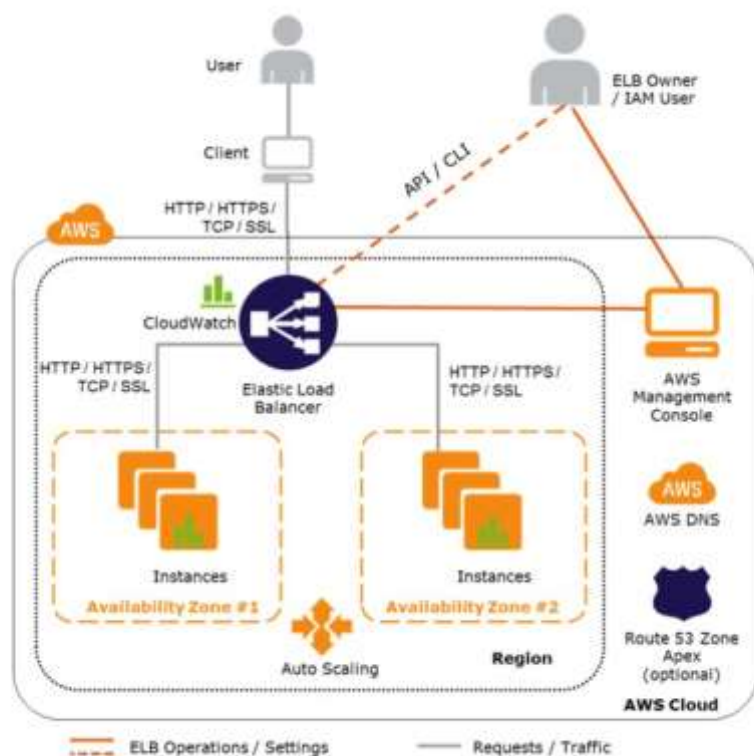 User
ELB Owner
/ IAM User
Client
API / CLI
HTTP / HTTPS /
TCP / SSL
AWS
CloudWatch
HTTP / HTTPS /
TCP / SSL
Elastic Load
Balancer
HTTP / HTTPS /
TCP / SSL
AWS
Management
Console
AWS
AWS DNS
Instances
Availability Zone #1
Instances
Availability Zone #2
Auto Scaling
Region
Route 53 Zone
Apex
(optional)
AWS Cloud
ELB Operations / Settings
Requests / Traffic